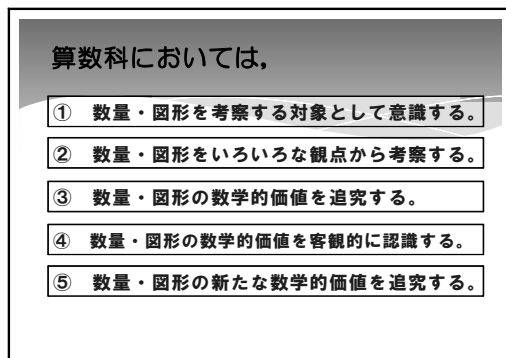 算数科においては,
① 数量・図形を考察する対象として意識する。
② 数量・図形をいろいろな観点から考察する。
③ 数量・図形の数学的価値を追究する。
④ 数量・図形の数学的価値を客観的に認識する。
⑤ 数量・図形の新たな数学的価値を追究する。